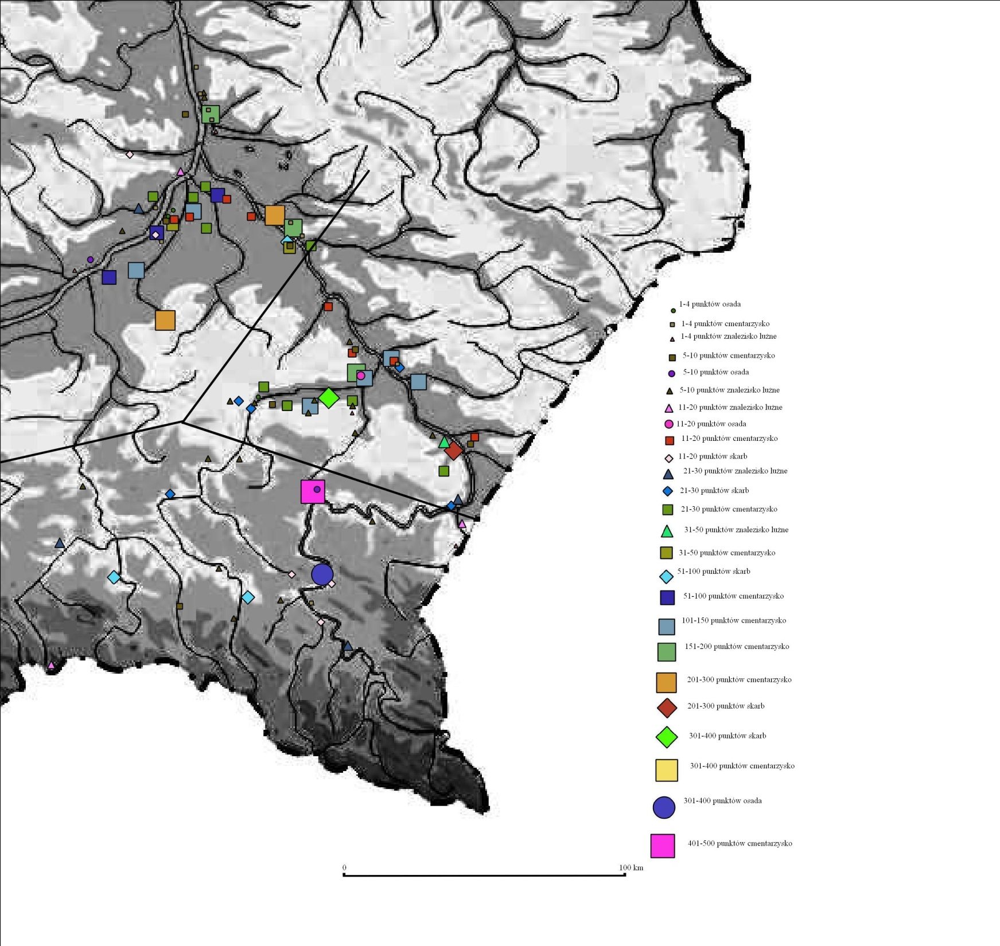 1-4 punktów osada
1-4 punktów cmentarzysko
1-4 punktów znalezisko lużne
5-10 punktów cmentarzysko
5-10 punktów osada
5-10 punktów znalezisko lużne
11-20 punktów znalezisko lużne
11-20 punktów osada
11-20 punktów cmentarzysko
11-20 punktów skarb
21-30 punktów znalezisko lużne
21-30 punktów skarb
21-30 punktów cmentarzysko
31-50 punktów znalezisko lużne
31-50 punktów cmentarzysko
51-100 punktów skarb
51-100 punktów cmentarzysko
101-150 punktów cmentarzysko
151-200 punktów cmentarzysko
201-300 punktów cmentarzysko
201-300 punktów skarb
301-400 punktów skarb
301-400 punktów cmentarzysko
301-400 punktów osada
401-500 punktów cmentarzysko
0 100 km